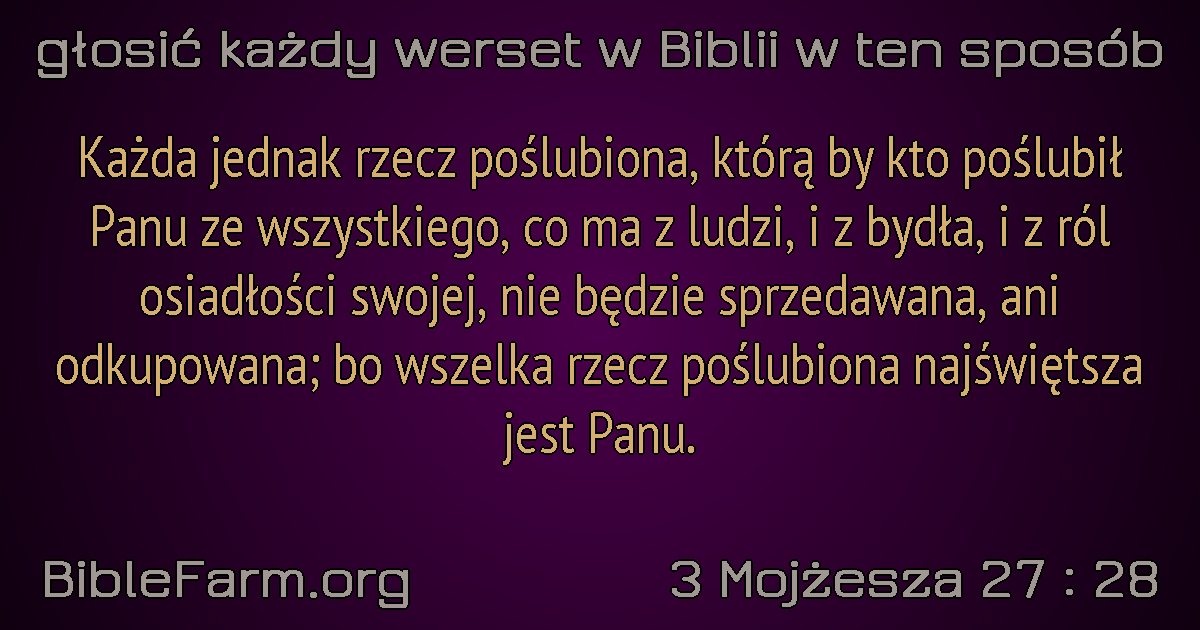 głosić każdy werset w Biblii w ten sposób
Każda jednak rzecz poślubiona, którą by kto poślubił
Panu ze wszystkiego, co ma z ludzi, i z bydła, i z ról
osiadłości swojej, nie będzie sprzedawana, ani
odkupowana; bo wszelka rzecz poślubiona najświętsza
jest Panu.
BibleFarm.org
3 Mojżesza 27 : 28